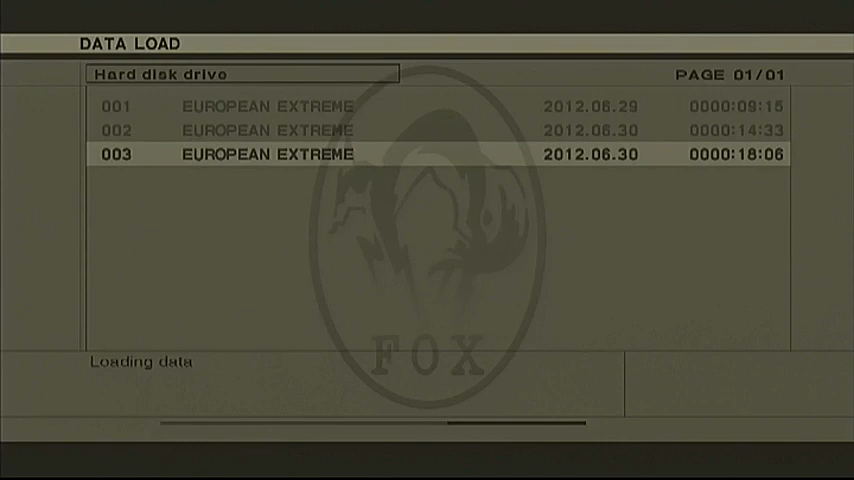 DATA LOAD
Hard disk drive PAGE 01/01
001 EUROPEAN EXTREME 2012.06.29 0000:09:15
002 EUROPEAN EXTREME 2012.06.30 0000:14:33
003 EUROPEAN EXTREME 2012.06.30 0000:18:06
FOX
Loading data